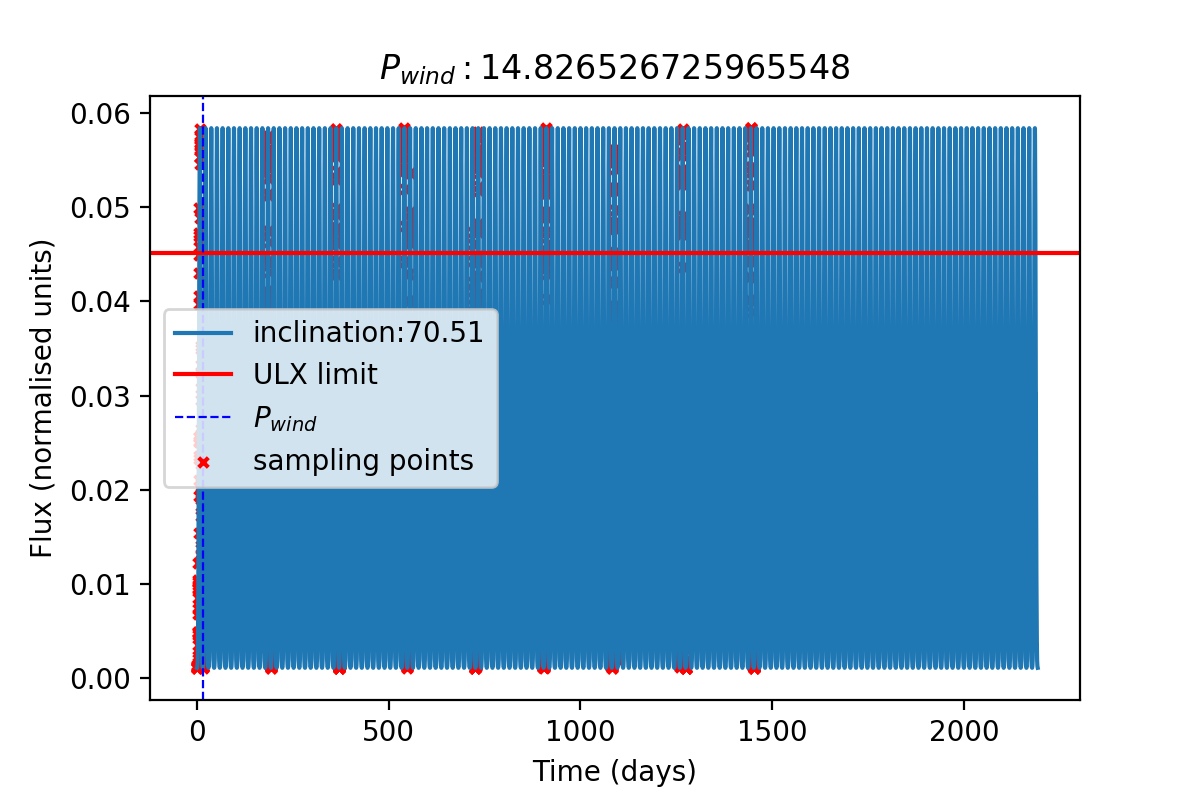 P_wind : 14.826526725965548
0.06
0.05
0.04
0.03
0.02
0.01
0.00
Flux (normalised units)
inclination:70.51
ULX limit
P_wind
sampling points
0 500 1000 1500 2000
Time (days)